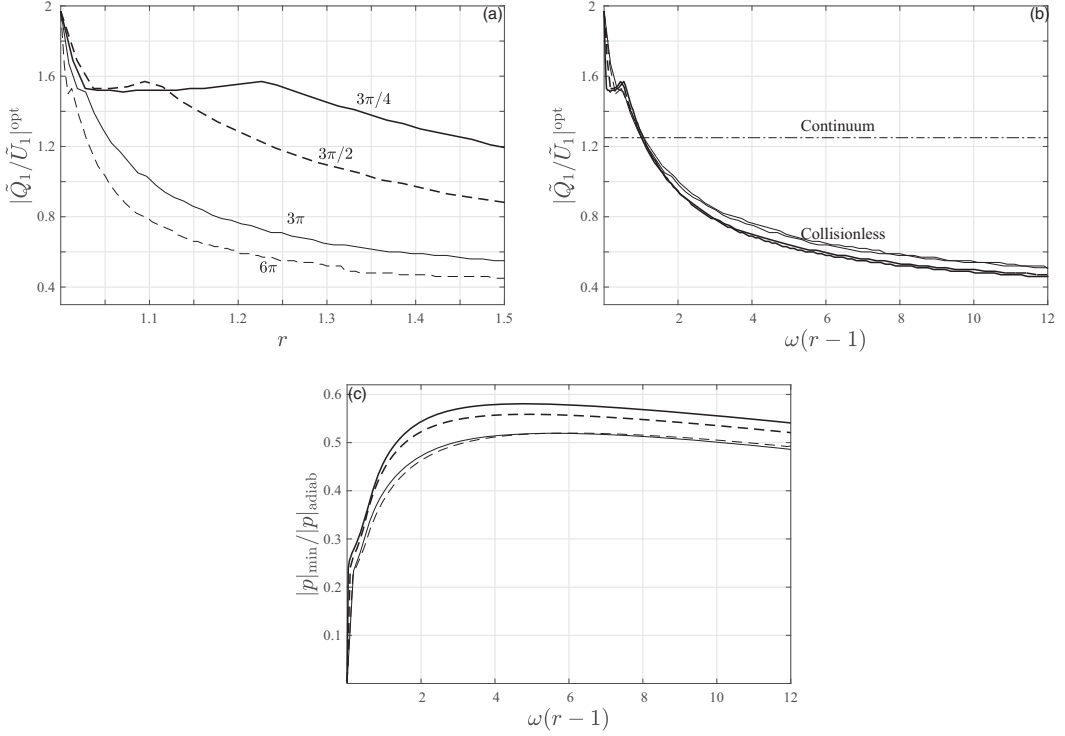 (a)
2
1.6
1.2
0.8
0.4
|Q̃₁/Ũ₁|ᵒᵖᵗ
3π/4
3π/2
3π
6π
1.1 1.2 1.3 1.4 1.5
r
(b)
2
1.6
1.2
0.8
0.4
|Q̃₁/Ũ₁|ᵒᵖᵗ
Continuum
Collisionless
2 4 6 8 10 12
ω(r − 1)
(c)
0.6
0.5
0.4
0.3
0.2
0.1
|p|min/|p|adiab
2 4 6 8 10 12
ω(r − 1)